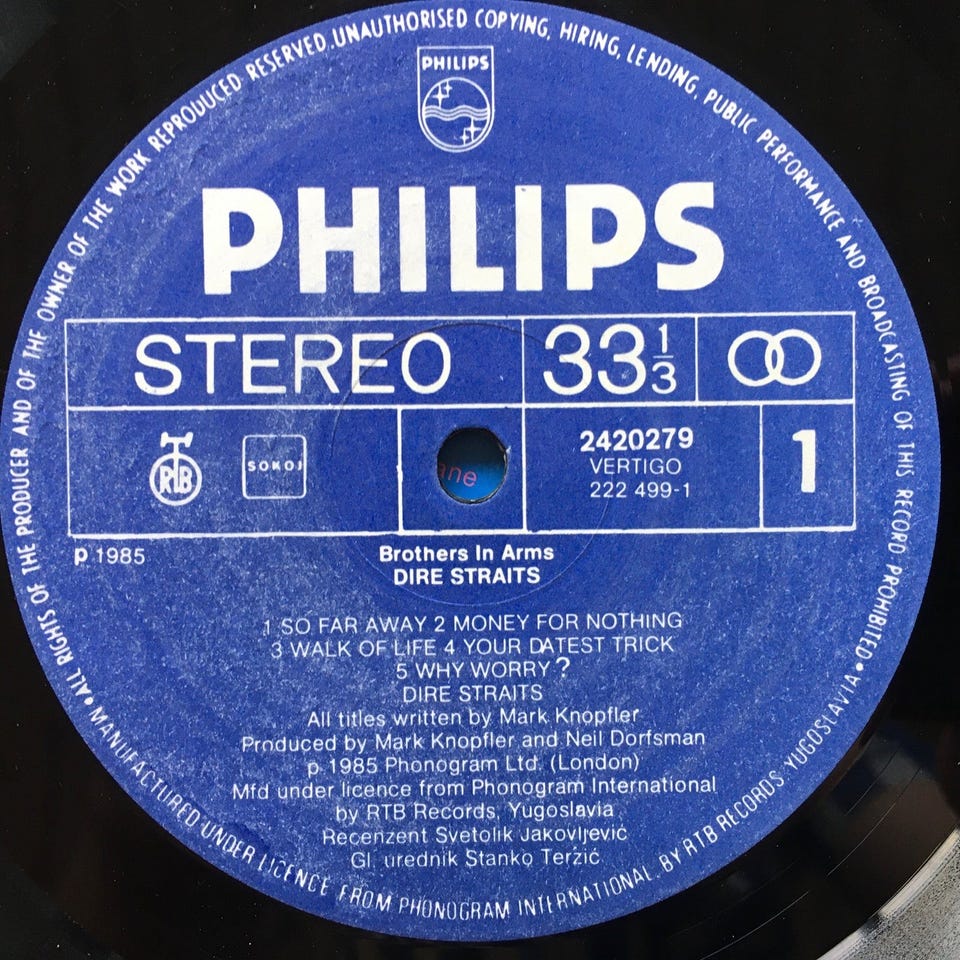 ALL RIGHTS OF THE PRODUCER AND OF THE OWNER OF THE WORK REPRODUCED RESERVED. UNAUTHORISED COPYING, HIRING, LENDING, PUBLIC PERFORMANCE AND BROADCASTING OF THIS RECORD PROHIBITED •
PHILIPS
PHILIPS
STEREO
33 1/3
RTB
SOKOJ
ane
2420279
VERTIGO
222 499-1
1
p 1985
Brothers In Arms
DIRE STRAITS
1 SO FAR AWAY 2 MONEY FOR NOTHING
3 WALK OF LIFE 4 YOUR DATEST TRICK
5 WHY WORRY?
DIRE STRAITS
All titles written by Mark Knopfler
Produced by Mark Knopfler and Neil Dorfsman
p 1985 Phonogram Ltd. (London)
Mfd under licence from Phonogram International
by RTB Records, Yugoslavia
Recenzent Svetolik Jakovljević
Gl. urednik Stanko Terzić
• MANUFACTURED UNDER LICENCE FROM PHONOGRAM INTERNATIONAL BY RTB RECORDS YUGOSLAVIA •